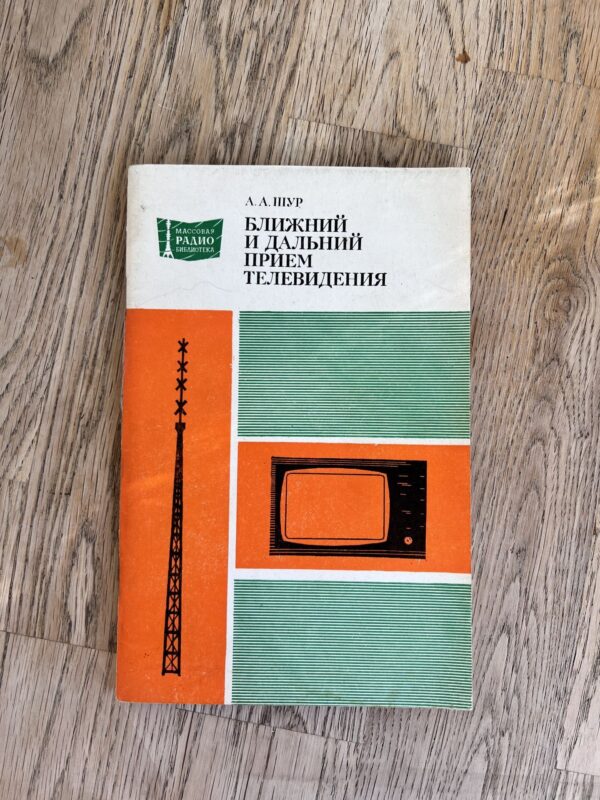 А. А. ШУР
БЛИЖНИЙ
И ДАЛЬНИЙ
ПРИЕМ
ТЕЛЕВИДЕНИЯ
МАССОВАЯ
РАДИО
БИБЛИОТЕКА